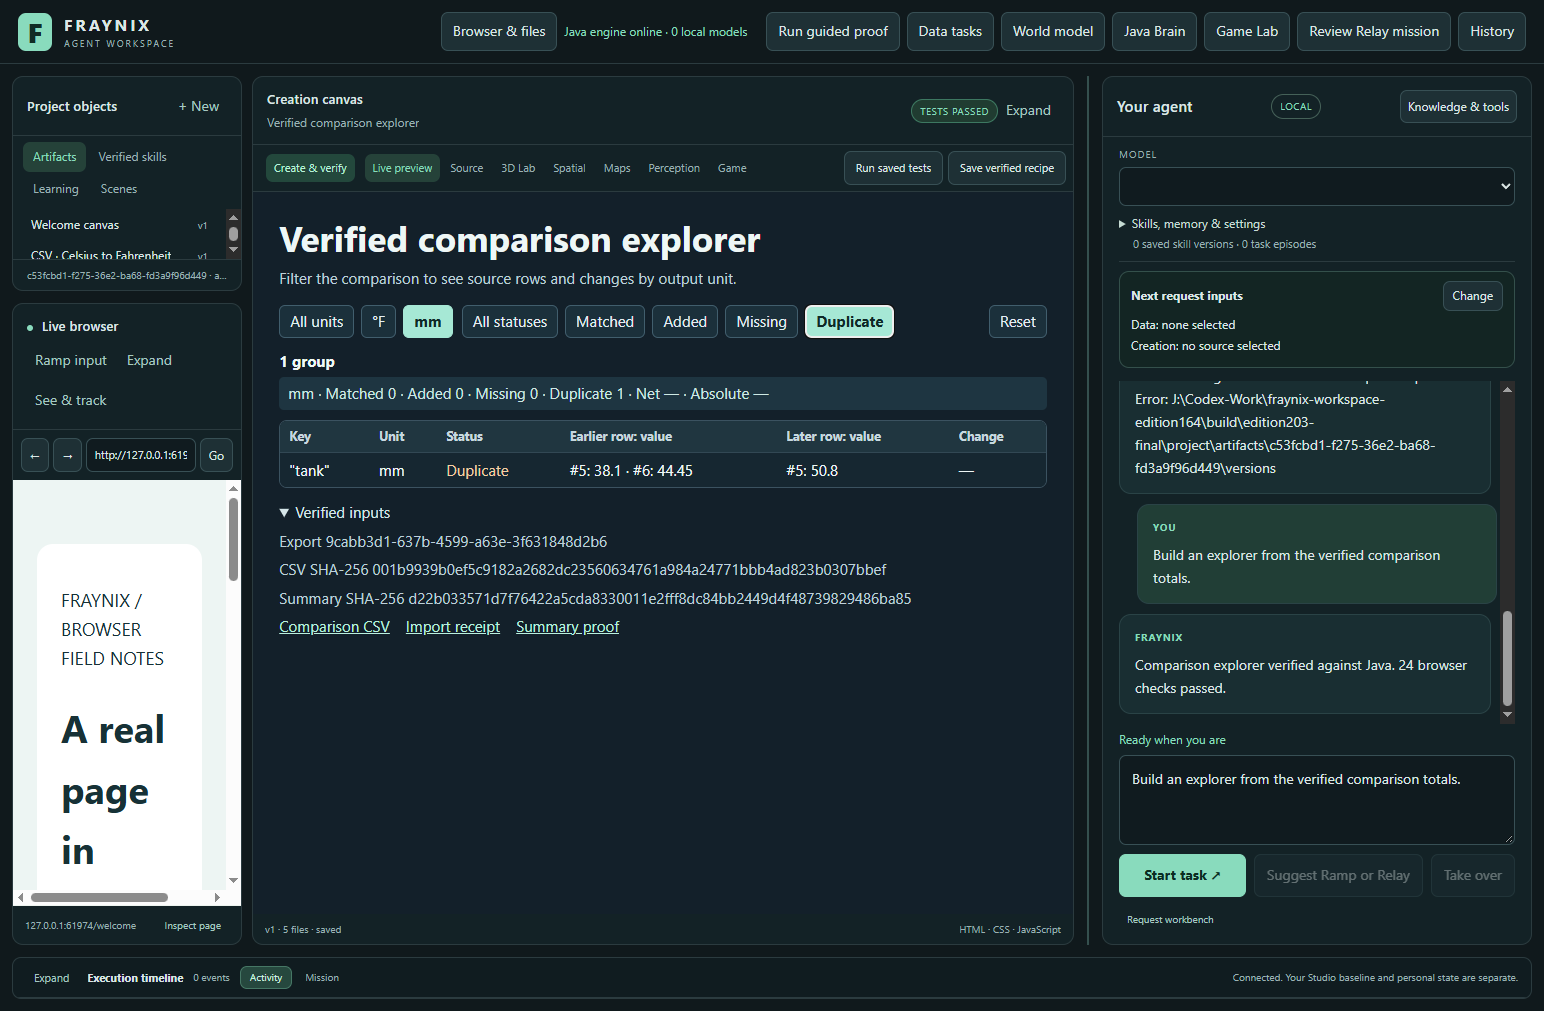 F
FRAYNIX
AGENT WORKSPACE
Browser & files
Java engine online · 0 local models
Run guided proof
Data tasks
World model
Java Brain
Game Lab
Review Relay mission
History
Project objects
+ New
Artifacts
Verified skills
Learning
Scenes
Welcome canvas
v1
CSV · Celsius to Fahrenheit
v1
c53fcbd1-f275-36e2-ba68-fd3a9f96d449 · a...
Live browser
Ramp input
Expand
See & track
←
→
http://127.0.0.1:619
Go
FRAYNIX /
BROWSER
FIELD NOTES
A real
page
in
127.0.0.1:61974/welcome
Inspect page
Creation canvas
Verified comparison explorer
TESTS PASSED
Expand
Create & verify
Live preview
Source
3D Lab
Spatial
Maps
Perception
Game
Run saved tests
Save verified recipe
Verified comparison explorer
Filter the comparison to see source rows and changes by output unit.
All units
°F
mm
All statuses
Matched
Added
Missing
Duplicate
Reset
1 group
mm · Matched 0 · Added 0 · Missing 0 · Duplicate 1 · Net — · Absolute —
Key Unit Status Earlier row: value Later row: value Change
"tank" mm Duplicate #5: 38.1 · #6: 44.45 #5: 50.8 —
▼ Verified inputs
Export 9cabb3d1-637b-4599-a63e-3f631848d2b6
CSV SHA-256 001b9939b0ef5c9182a2682dc23560634761a984a24771bbb4ad823b0307bbef
Summary SHA-256 d22b033571d7f76422a5cda8330011e2fff8dc84bb2449d4f48739829486ba85
Comparison CSV
Import receipt
Summary proof
v1 · 5 files · saved
HTML · CSS · JavaScript
Your agent
LOCAL
Knowledge & tools
MODEL
Skills, memory & settings
0 saved skill versions · 0 task episodes
Next request inputs
Change
Data: none selected
Creation: no source selected
Error: J:\Codex-Work\fraynix-workspace-
edition164\build\edition203-
final\project\artifacts\c53fcbd1-f275-36e2-ba68-
fd3a9f96d449\versions
YOU
Build an explorer from the verified comparison
totals.
FRAYNIX
Comparison explorer verified against Java. 24 browser
checks passed.
Ready when you are
Build an explorer from the verified comparison totals.
Start task ↗
Suggest Ramp or Relay
Take over
Request workbench
Expand
Execution timeline
0 events
Activity
Mission
Connected. Your Studio baseline and personal state are separate.